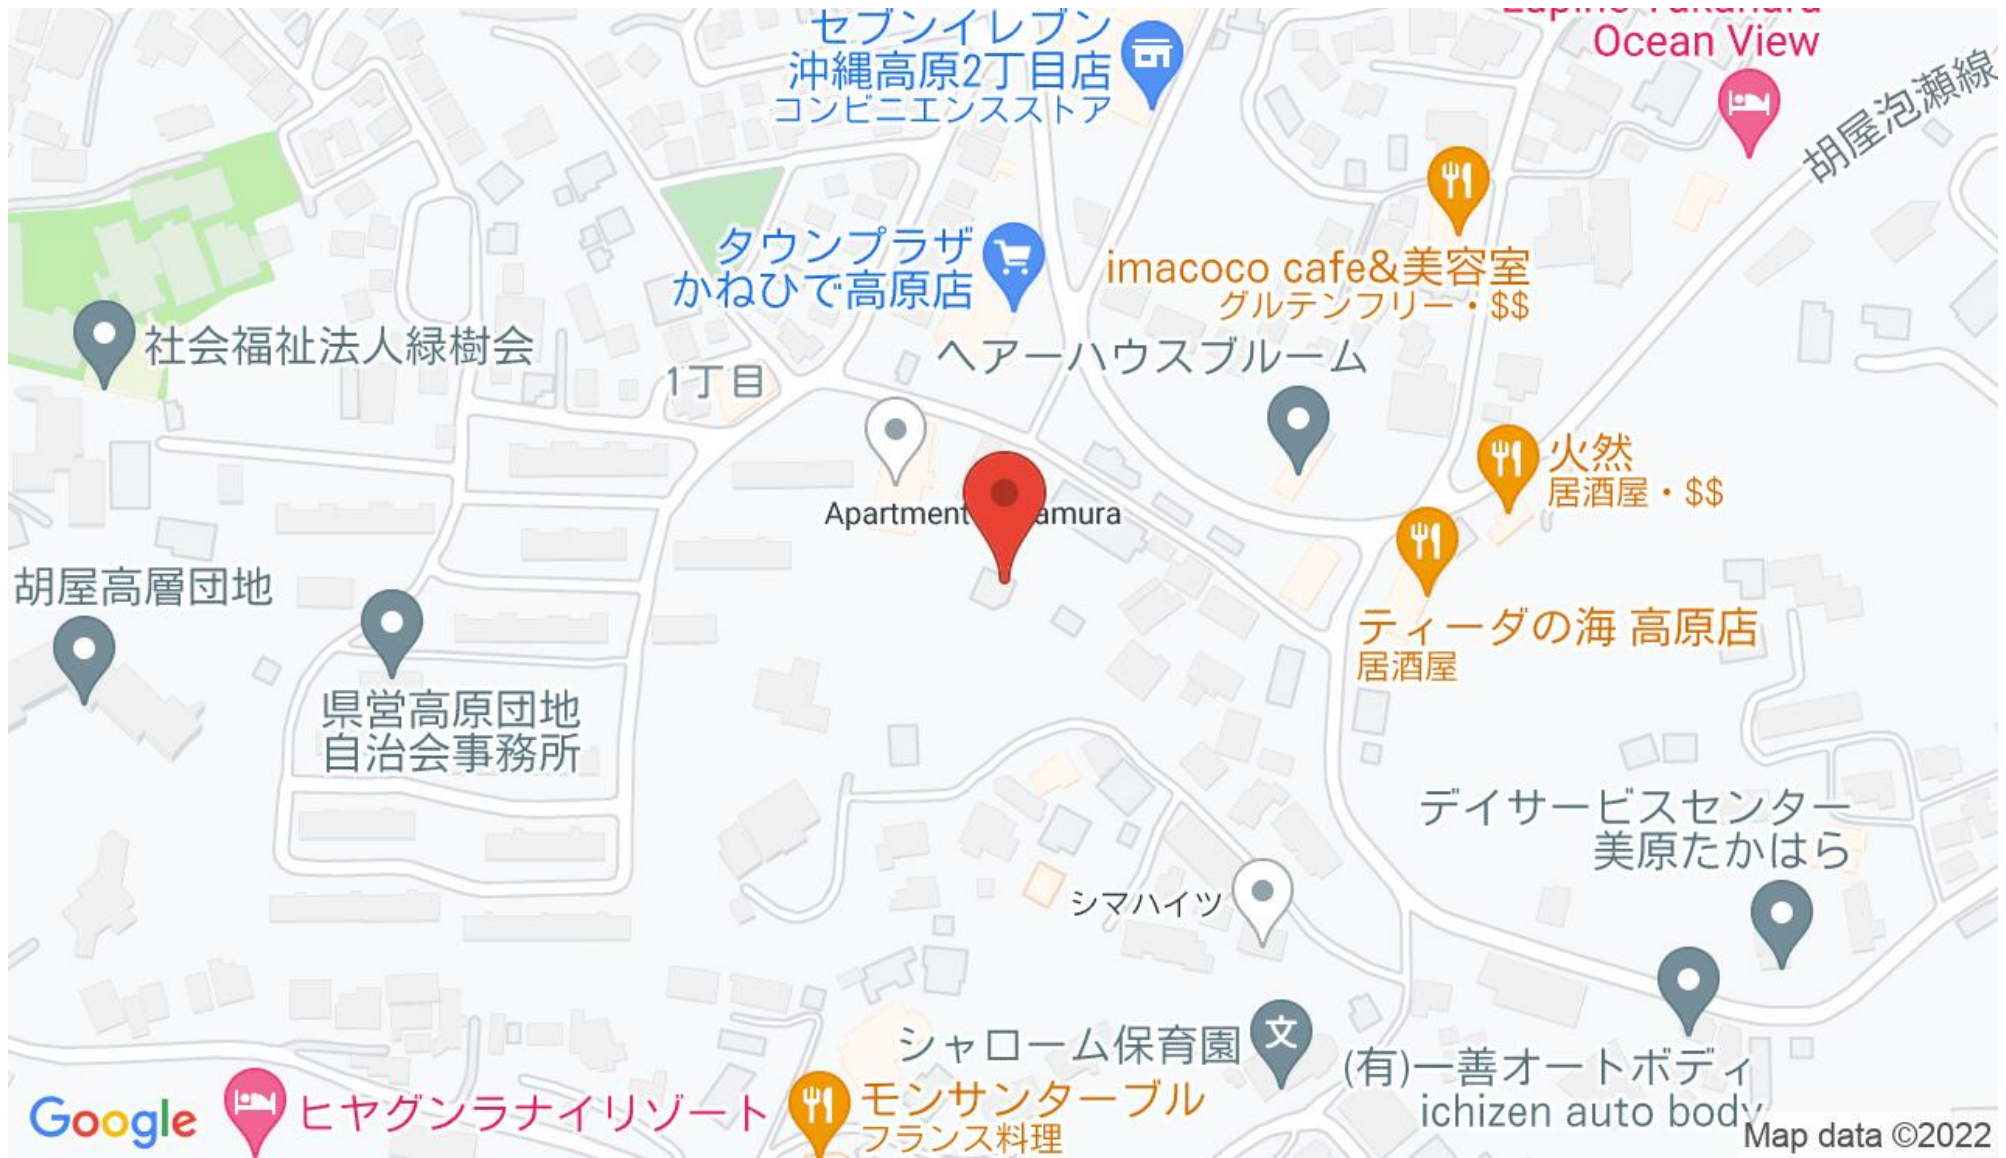 セブンイレブン
沖縄高原2丁目店
コンビニエンスストア
Ocean View
胡屋泡瀬線
タウンプラザ
かねひで高原店
imacoco cafe&美容室
グルテンフリー・$$
社会福祉法人緑樹会
ヘアーハウスブルーム
1丁目
火然
居酒屋・$$
Apartment
胡屋高層団地
ティーダの海 高原店
居酒屋
県営高原団地
自治会事務所
デイサービスセンター
美原たかはら
シマハイツ
シャローム保育園
文
(有)一善オートボディ
ichizen auto body
ヒヤグンラナイリゾート
モンサンターブル
フランス料理
Google
Map data ©2022